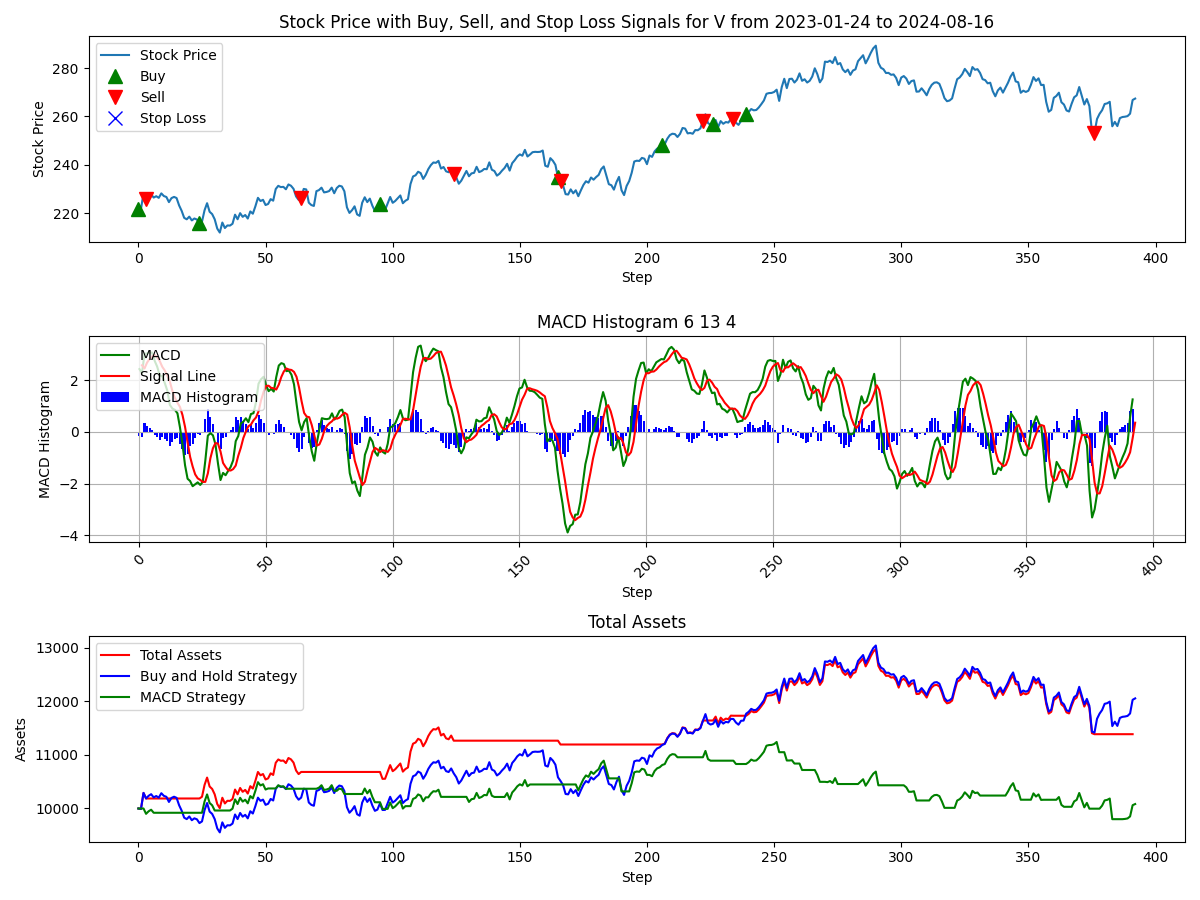 Stock Price with Buy, Sell, and Stop Loss Signals for V from 2023-01-24 to 2024-08-16
Stock Price
Buy
Sell
Stop Loss
Stock Price
280
260
240
220
0 50 100 150 200 250 300 350 400
Step
MACD Histogram 6 13 4
MACD
Signal Line
MACD Histogram
MACD Histogram
2
0
−2
−4
0 50 100 150 200 250 300 350 400
Step
Total Assets
Total Assets
Buy and Hold Strategy
MACD Strategy
Assets
13000
12000
11000
10000
0 50 100 150 200 250 300 350 400
Step